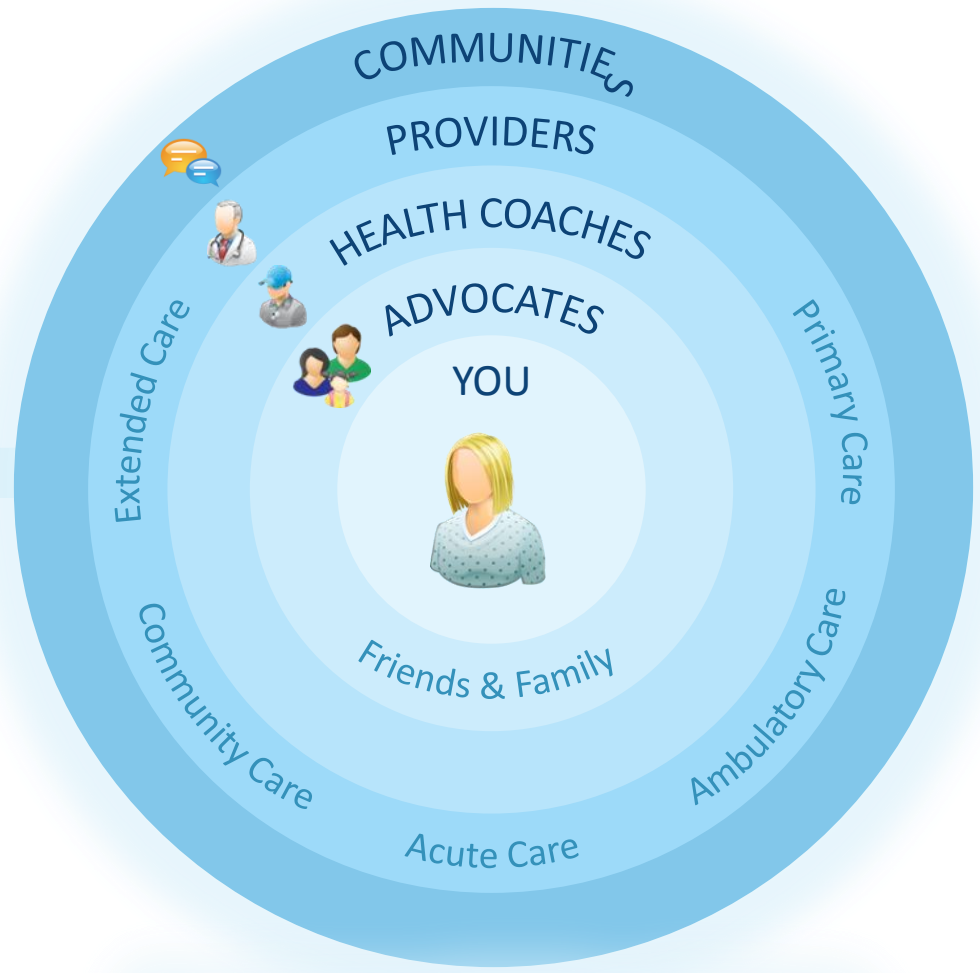 COMMUNITIES
PROVIDERS
HEALTH COACHES
ADVOCATES
YOU
Extended Care
Primary Care
Community Care
Friends & Family
Ambulatory Care
Acute Care